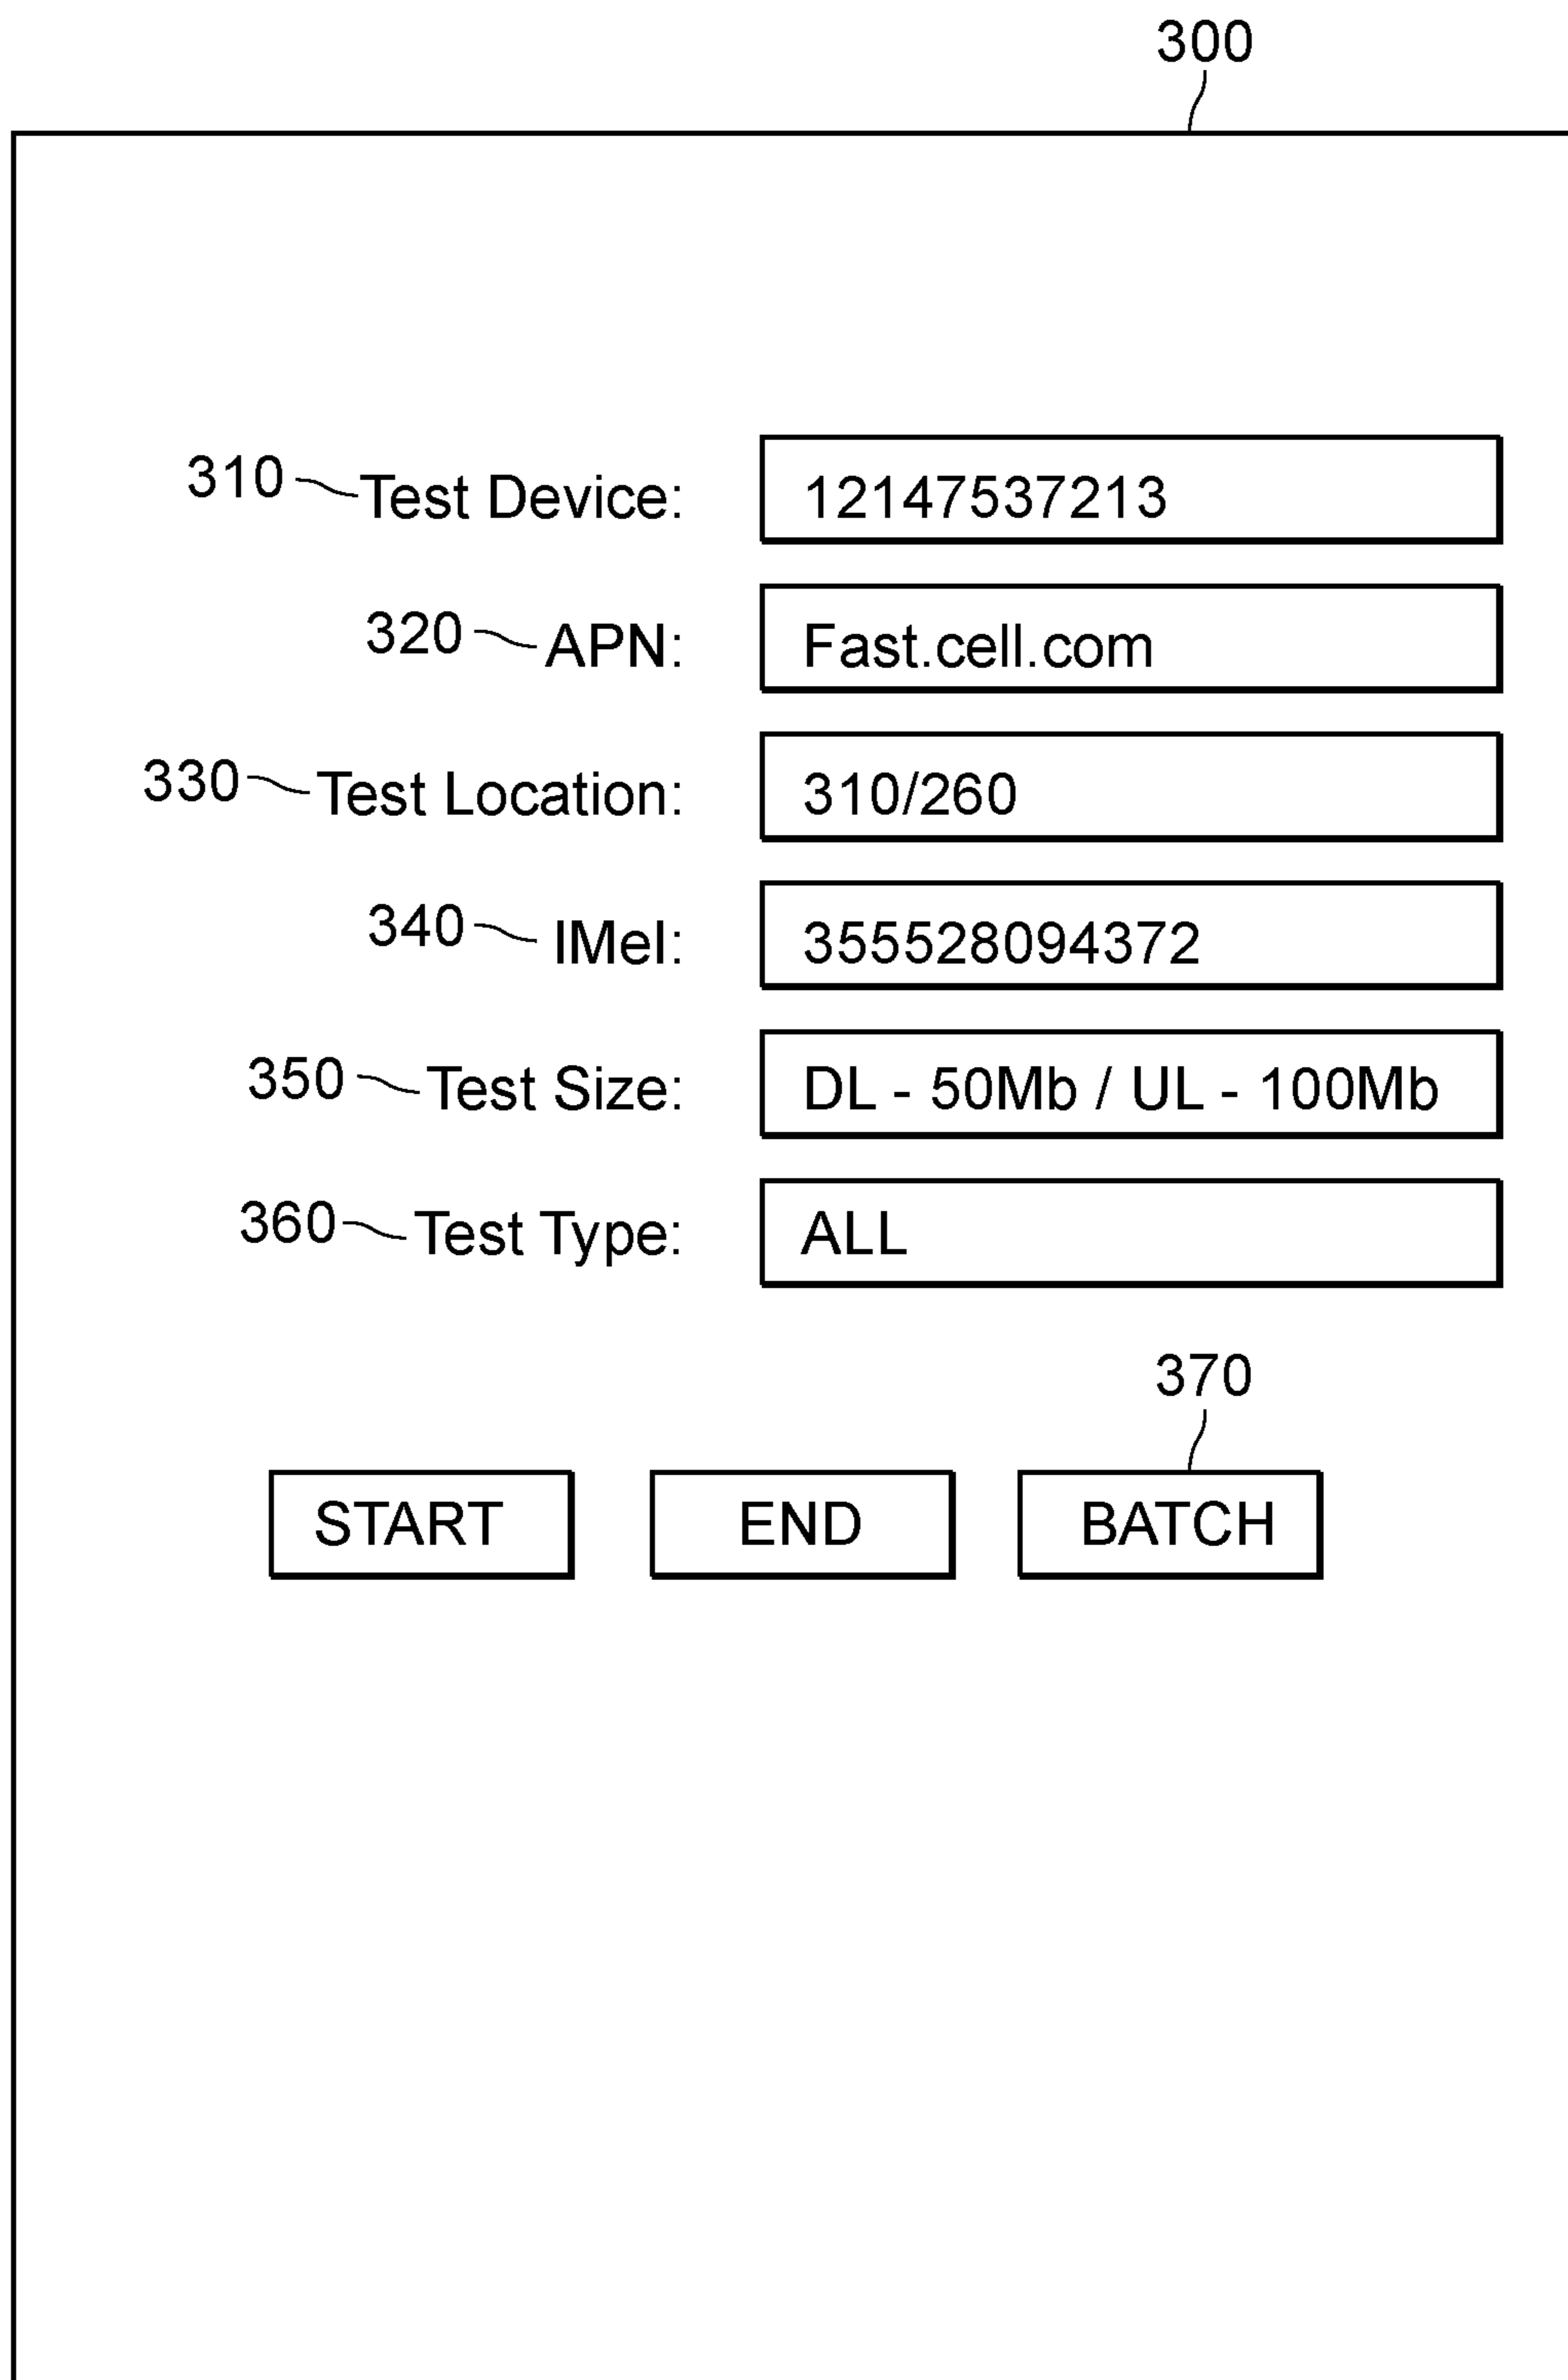 300
310 Test Device: 12147537213
320 APN: Fast.cell.com
330 Test Location: 310/260
340 IMeI: 355528094372
350 Test Size: DL - 50Mb / UL - 100Mb
360 Test Type: ALL
370
START END BATCH